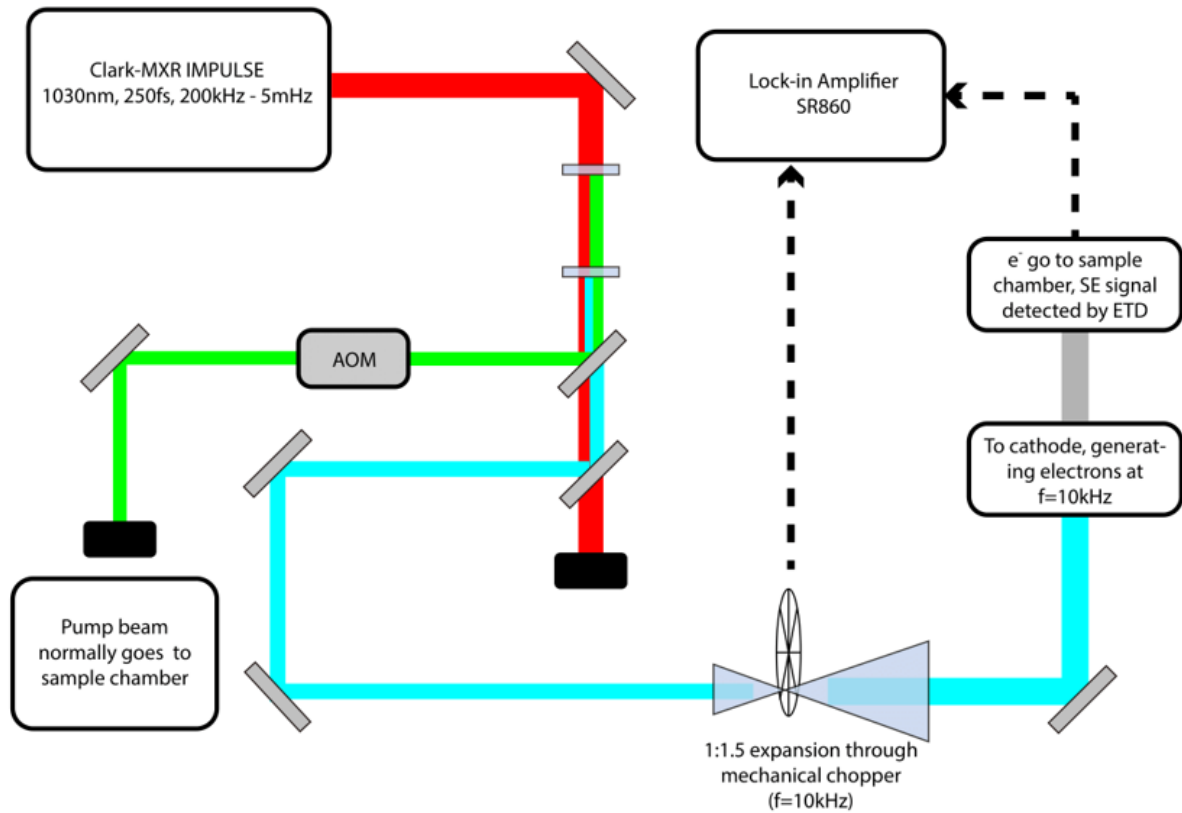 Clark-MXR IMPULSE
1030nm, 250fs, 200kHz - 5mHz
Lock-in Amplifier
SR860
e- go to sample
chamber, SE signal
detected by ETD
AOM
To cathode, generat-
ing electrons at
f=10kHz
Pump beam
normally goes to
sample chamber
1:1.5 expansion through
mechanical chopper
(f=10kHz)